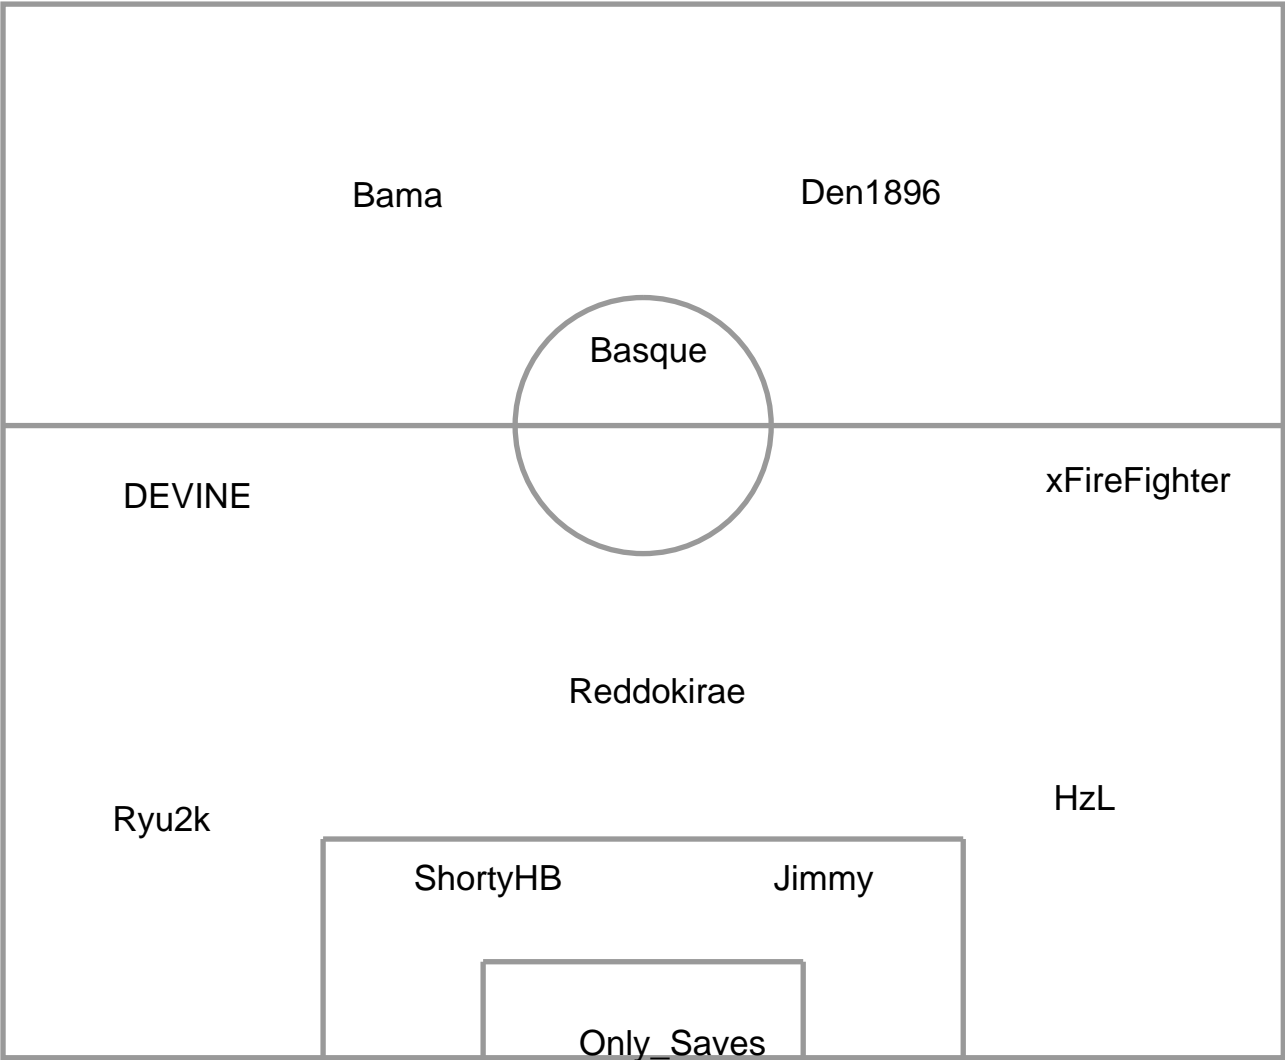 Bama
Den1896
Basque
DEVINE
xFireFighter
Reddokirae
Ryu2k
HzL
ShortyHB
Jimmy
Only_Saves